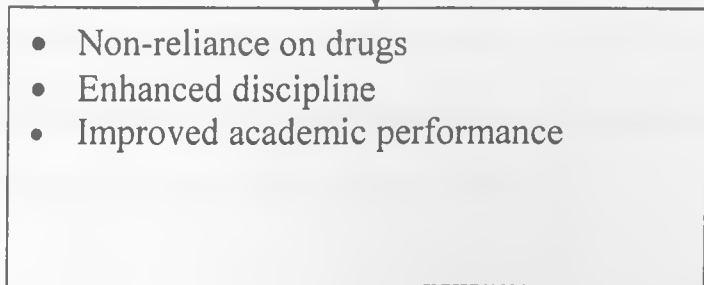 • Non-reliance on drugs
• Enhanced discipline
• Improved academic performance